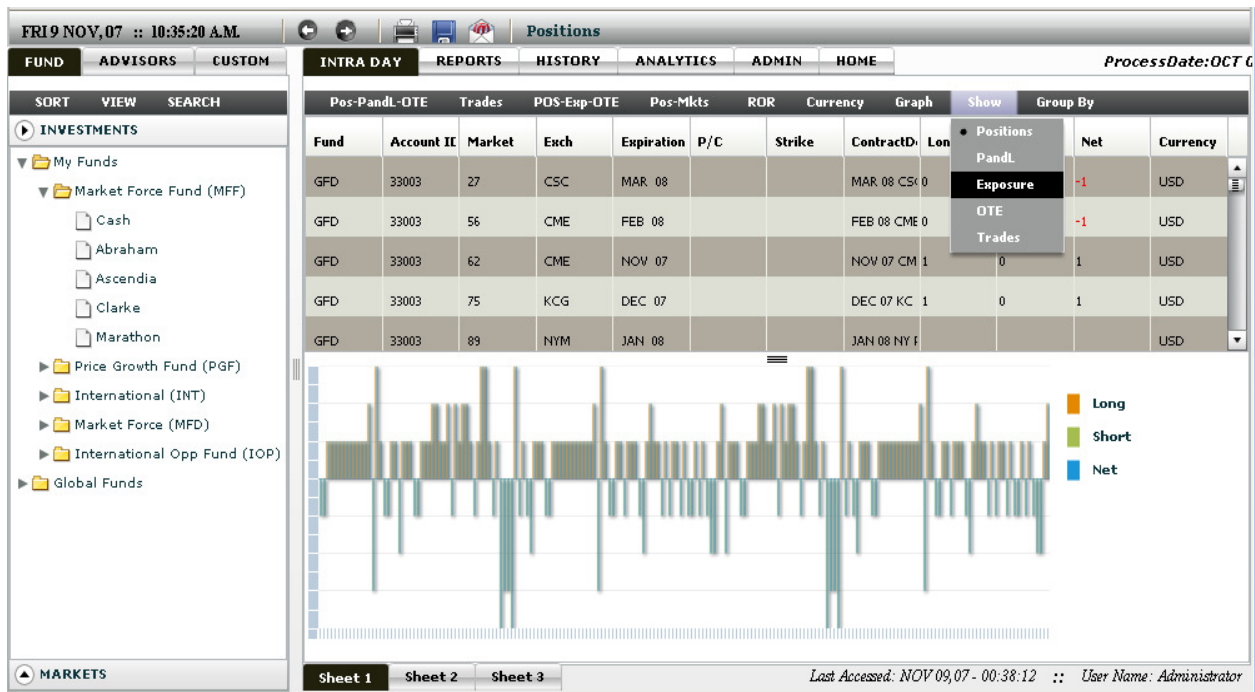 FRI 9 NOV, 07 :: 10:35:20 A.M. Positions
FUND ADVISORS CUSTOM INTRA DAY REPORTS HISTORY ANALYTICS ADMIN HOME ProcessDate:OCT
SORT VIEW SEARCH Pos-PandL-OTE Trades POS-Exp-OTE Pos-Mkts ROR Currency Graph Show Group By
INVESTMENTS
My Funds
Market Force Fund (MFF)
Cash
Abraham
Ascendia
Clarke
Marathon
Price Growth Fund (PGF)
International (INT)
Market Force (MFD)
International Opp Fund (IOP)
Global Funds
MARKETS
Positions
PandL
Exposure
OTE
Trades
Fund Account ID Market Exch Expiration P/C Strike ContractD Lon Net Currency
GFD 33003 27 CSC MAR 08 MAR 08 CS 0 -1 USD
GFD 33003 56 CME FEB 08 FEB 08 CME 0 -1 USD
GFD 33003 62 CME NOV 07 NOV 07 CM 1 0 1 USD
GFD 33003 75 KCG DEC 07 DEC 07 KC 1 0 1 USD
GFD 33003 89 NYM JAN 08 JAN 08 NY USD
Long
Short
Net
Sheet 1 Sheet 2 Sheet 3 Last Accessed: NOV 09,07 - 00:38:12 :: User Name: Administrator